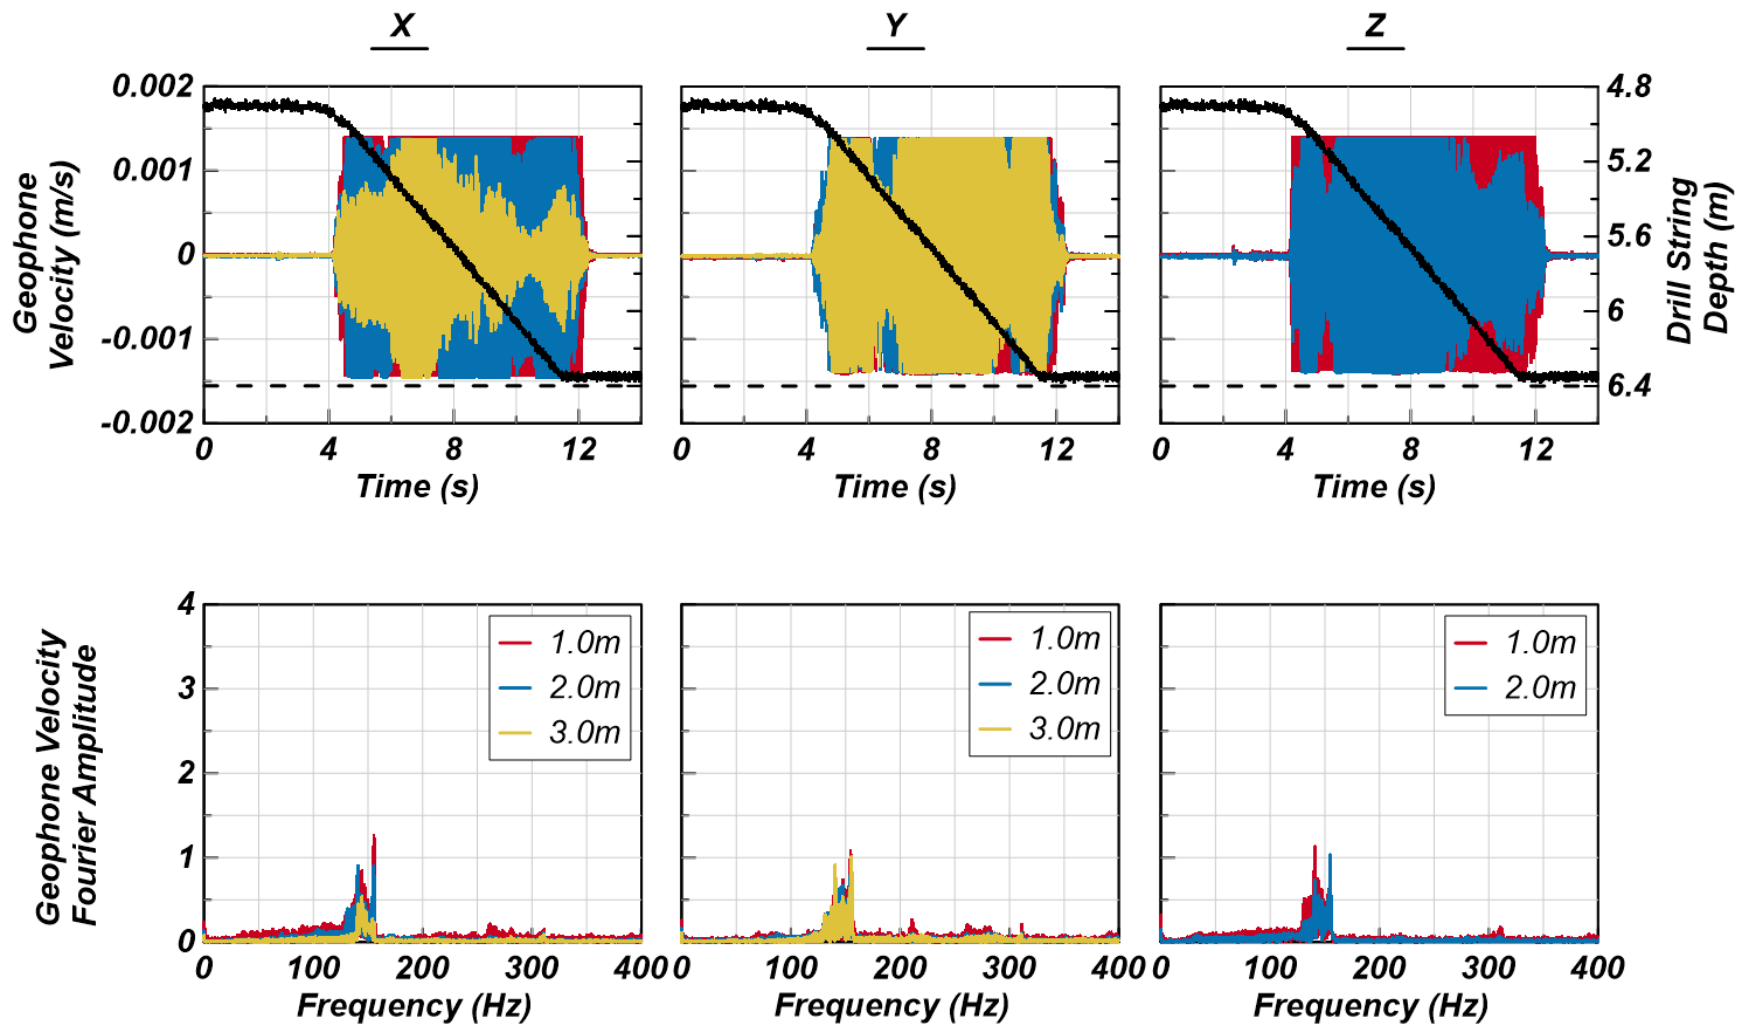 X
Y
Z
0.002
0.001
0
-0.001
-0.002
Geophone
Velocity (m/s)
4.8
5.2
5.6
6
6.4
Drill String
Depth (m)
0 4 8 12
0 4 8 12
0 4 8 12
Time (s)
Time (s)
Time (s)
4
3
2
1
0
Geophone Velocity
Fourier Amplitude
1.0m
2.0m
3.0m
1.0m
2.0m
3.0m
1.0m
2.0m
0 100 200 300 400
0 100 200 300 400
0 100 200 300 400
Frequency (Hz)
Frequency (Hz)
Frequency (Hz)